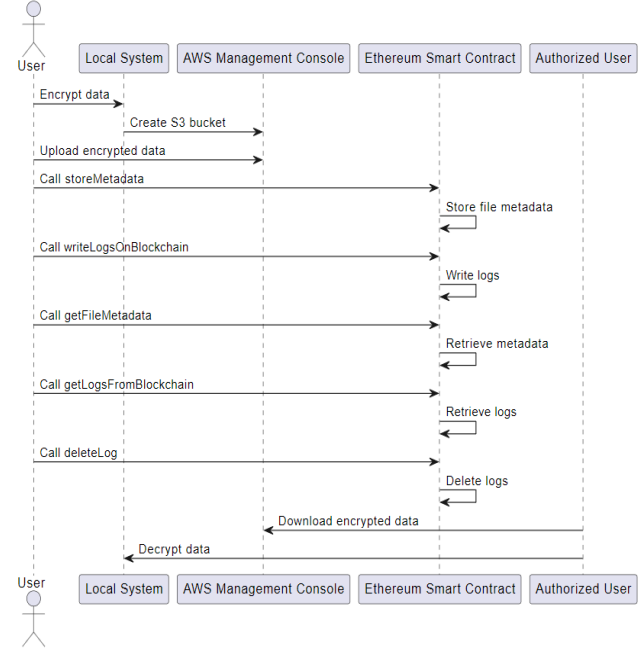 User
Local System
AWS Management Console
Ethereum Smart Contract
Authorized User
Encrypt data
Create S3 bucket
Upload encrypted data
Call storeMetadata
Store file metadata
Call writeLogsOnBlockchain
Write logs
Call getFileMetadata
Retrieve metadata
Call getLogsFromBlockchain
Retrieve logs
Call deleteLog
Delete logs
Download encrypted data
Decrypt data
User
Local System
AWS Management Console
Ethereum Smart Contract
Authorized User